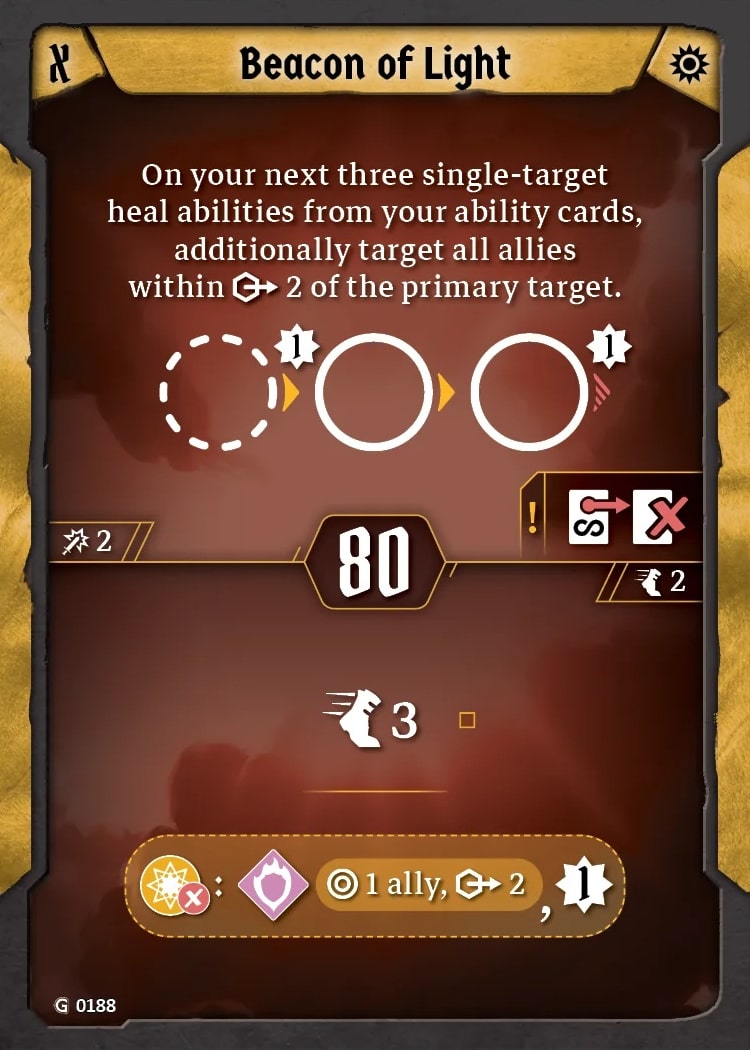 X
Beacon of Light
On your next three single-target
heal abilities from your ability cards,
additionally target all allies
within 2 of the primary target.
1 1
!
2
80
2
3
: 1 ally, 2 , 1
G 0188